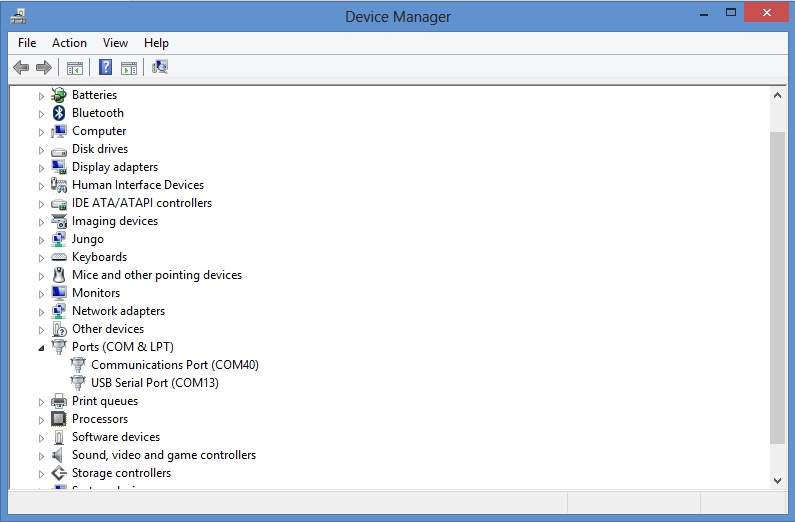 Device Manager
File Action View Help
Batteries
Bluetooth
Computer
Disk drives
Display adapters
Human Interface Devices
IDE ATA/ATAPI controllers
Imaging devices
Jungo
Keyboards
Mice and other pointing devices
Monitors
Network adapters
Other devices
Ports (COM & LPT)
Communications Port (COM40)
USB Serial Port (COM13)
Print queues
Processors
Software devices
Sound, video and game controllers
Storage controllers